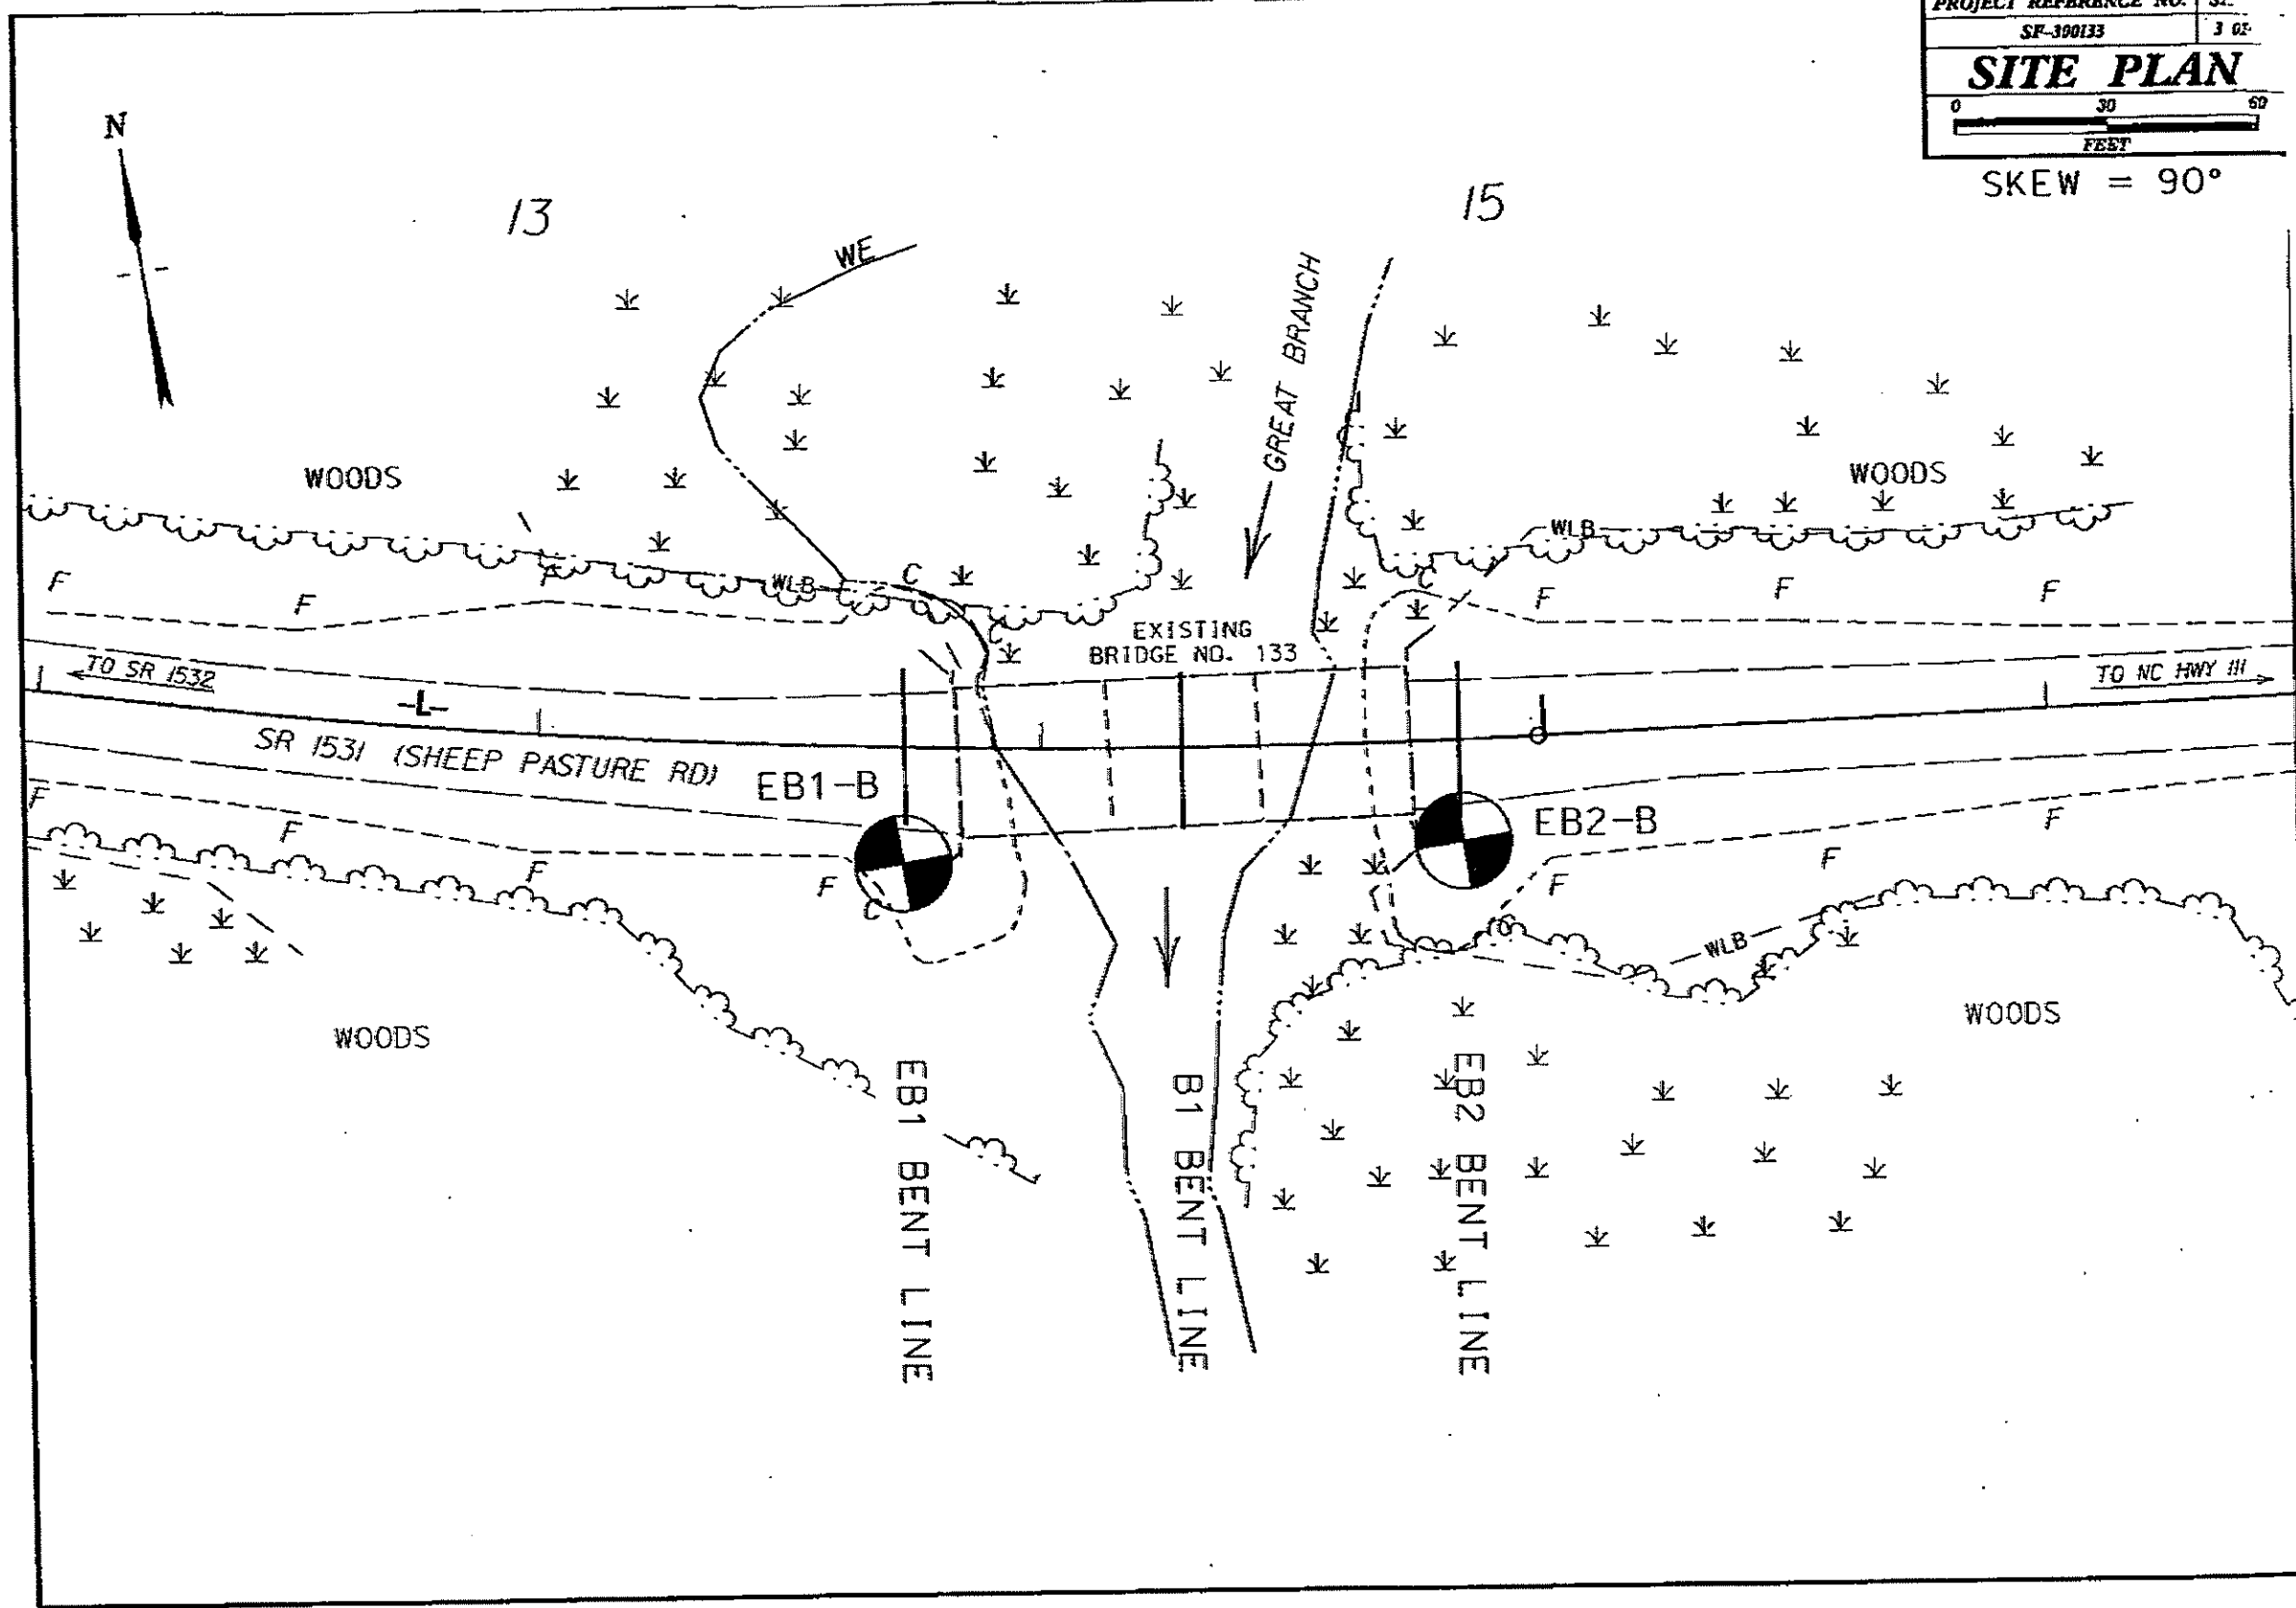 PROJECT REFERENCE NO.
SF-390133 3 OF
SITE PLAN
0 30 60
FEET
SKEW = 90°
N
13
15
WE
GREAT BRANCH
WOODS
WOODS
WLB
WLB
C
C
C
F
F
F
F
F
F
EXISTING
BRIDGE NO. 133
TO SR 1532
TO NC HWY 111
-L-
SR 1531 (SHEEP PASTURE RD)
EB1-B
EB2-B
F
F
F
F
F
F
F
C
C
WLB
WOODS
WOODS
EB1 BENT LINE
B1 BENT LINE
EB2 BENT LINE